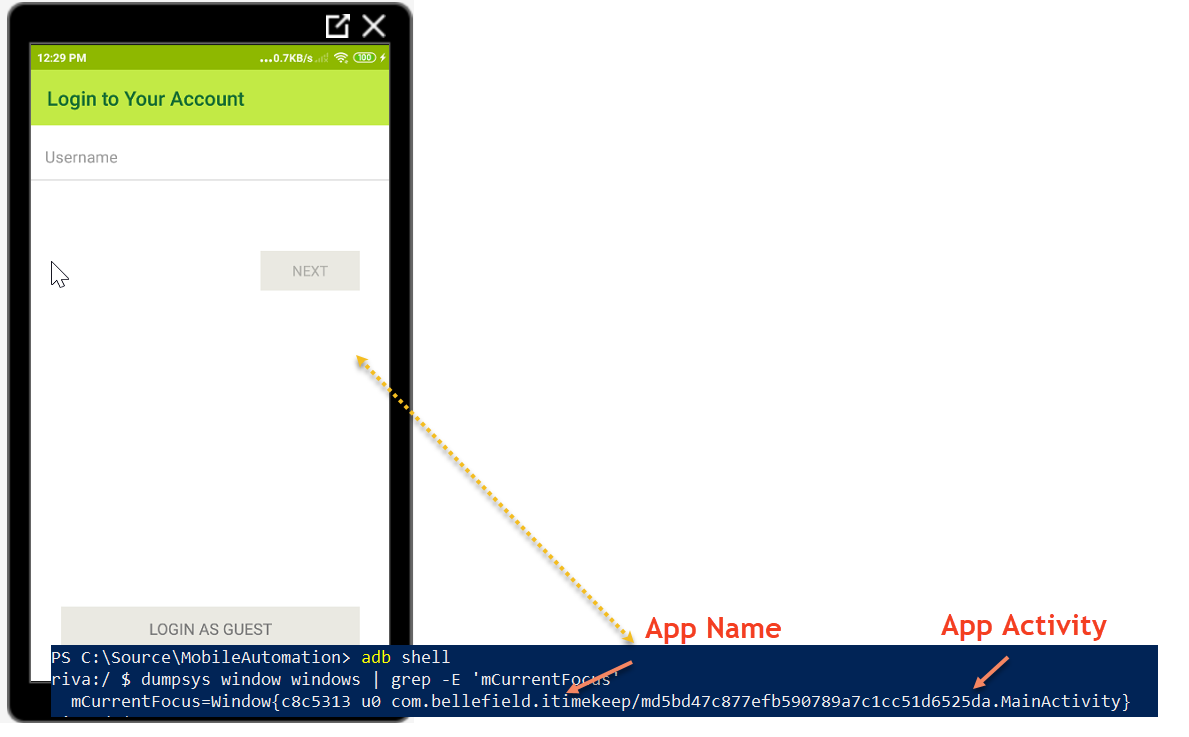 12:29 PM ...0.7KB/s 100
Login to Your Account
Username
NEXT
LOGIN AS GUEST
App Name
App Activity
PS C:\Source\MobileAutomation> adb shell
riva:/ $ dumpsys window windows | grep -E 'mCurrentFocus'
mCurrentFocus=Window{c8c5313 u0 com.bellefield.itimekeep/md5bd47c877efb590789a7c1cc51d6525da.MainActivity}